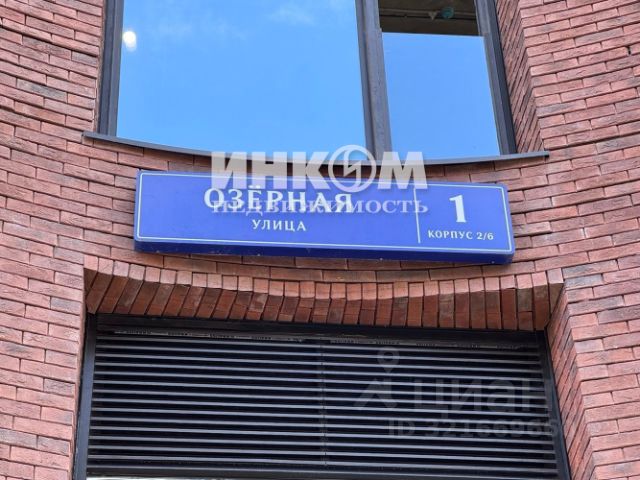 ИНКОМ
НЕДВИЖИМОСТЬ
ОЗЁРНАЯ
УЛИЦА
1
КОРПУС 2/6
ЦИАН